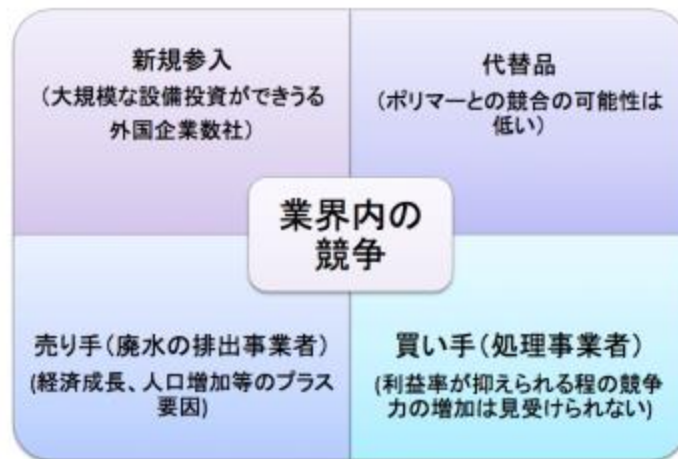 新規参入
（大規模な設備投資ができうる
外国企業数社）
代替品
（ポリマーとの競合の可能性は
低い）
業界内の
競争
売り手（廃水の排出事業者）
(経済成長、人口増加等のプラス
要因)
買い手（処理事業者）
(利益率が抑えられる程の競争
力の増加は見受けられない)